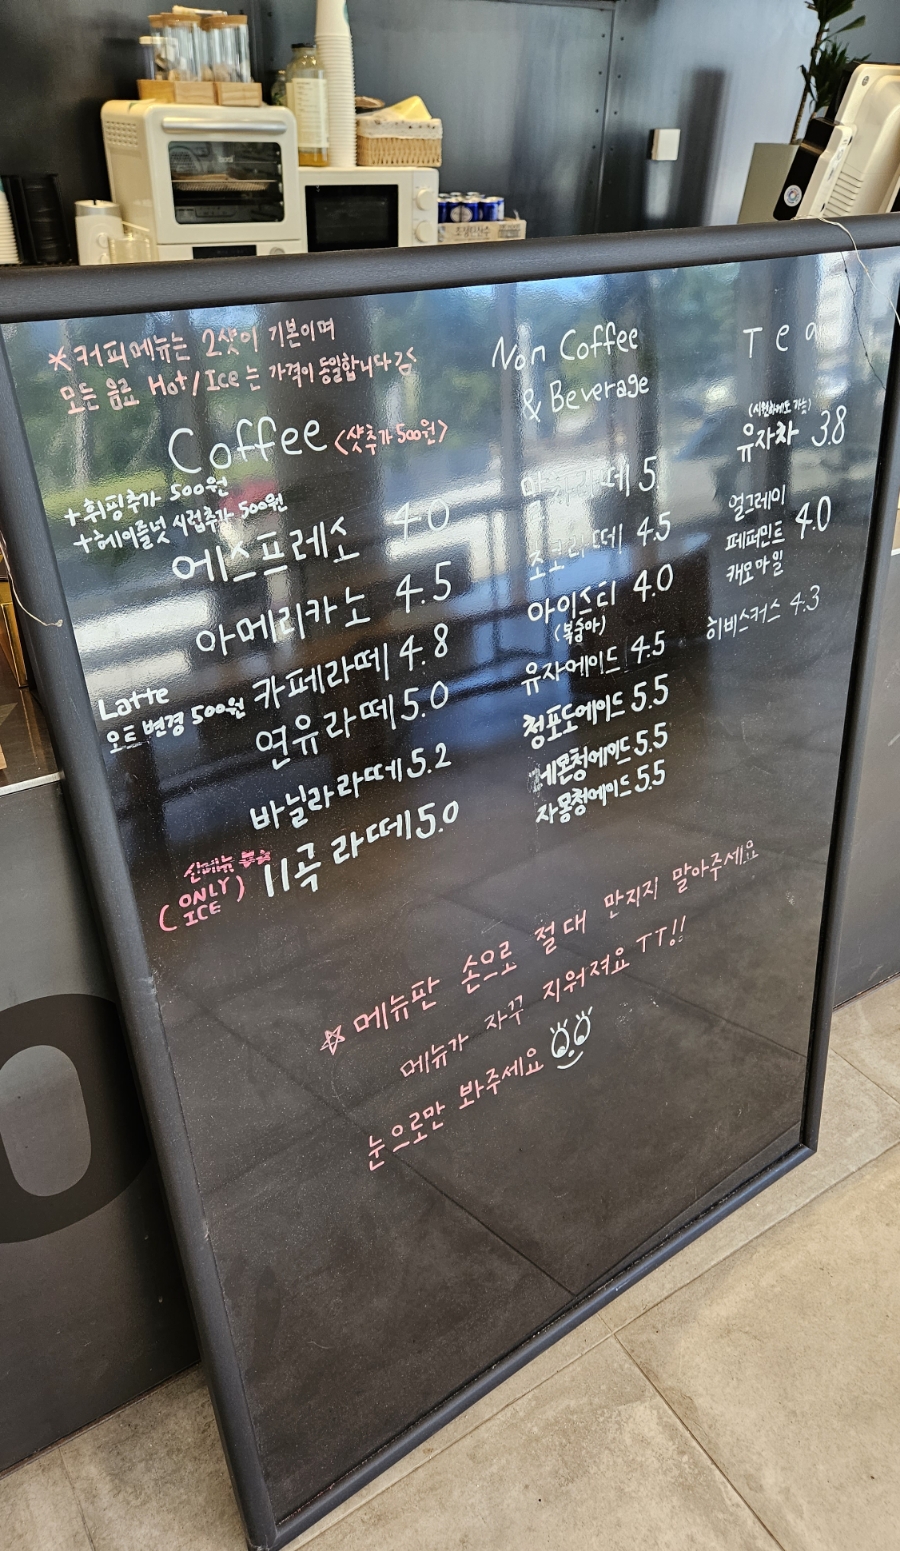 *커피메뉴는 2샷이 기본이며
모든 음료 Hot/Ice 는 가격이 동일합니다
Coffee <샷추가 500원>
+휘핑추가 500원
+헤이즐넛 시럽추가 500원
에스프레소 4.0
아메리카노 4.5
카페라떼 4.8
Latte
오트변경 500원
연유라떼 5.0
바닐라라떼 5.2
11곡 라떼 5.0
신메뉴
(ONLY
ICE)
Non Coffee
& Beverage
라떼 5.
초코라떼 4.5
아이스티 4.0
(복숭아)
유자에이드 4.5
청포도에이드 5.5
레몬청에이드 5.5
자몽청에이드 5.5
Tea
유자차 3.8
얼그레이
페퍼민트 4.0
캐모마일
히비스커스 4.3
☆메뉴판 손으로 절대 만지지 말아주세요
메뉴가 자꾸 지워져요 TT!!
눈으로만 봐주세요